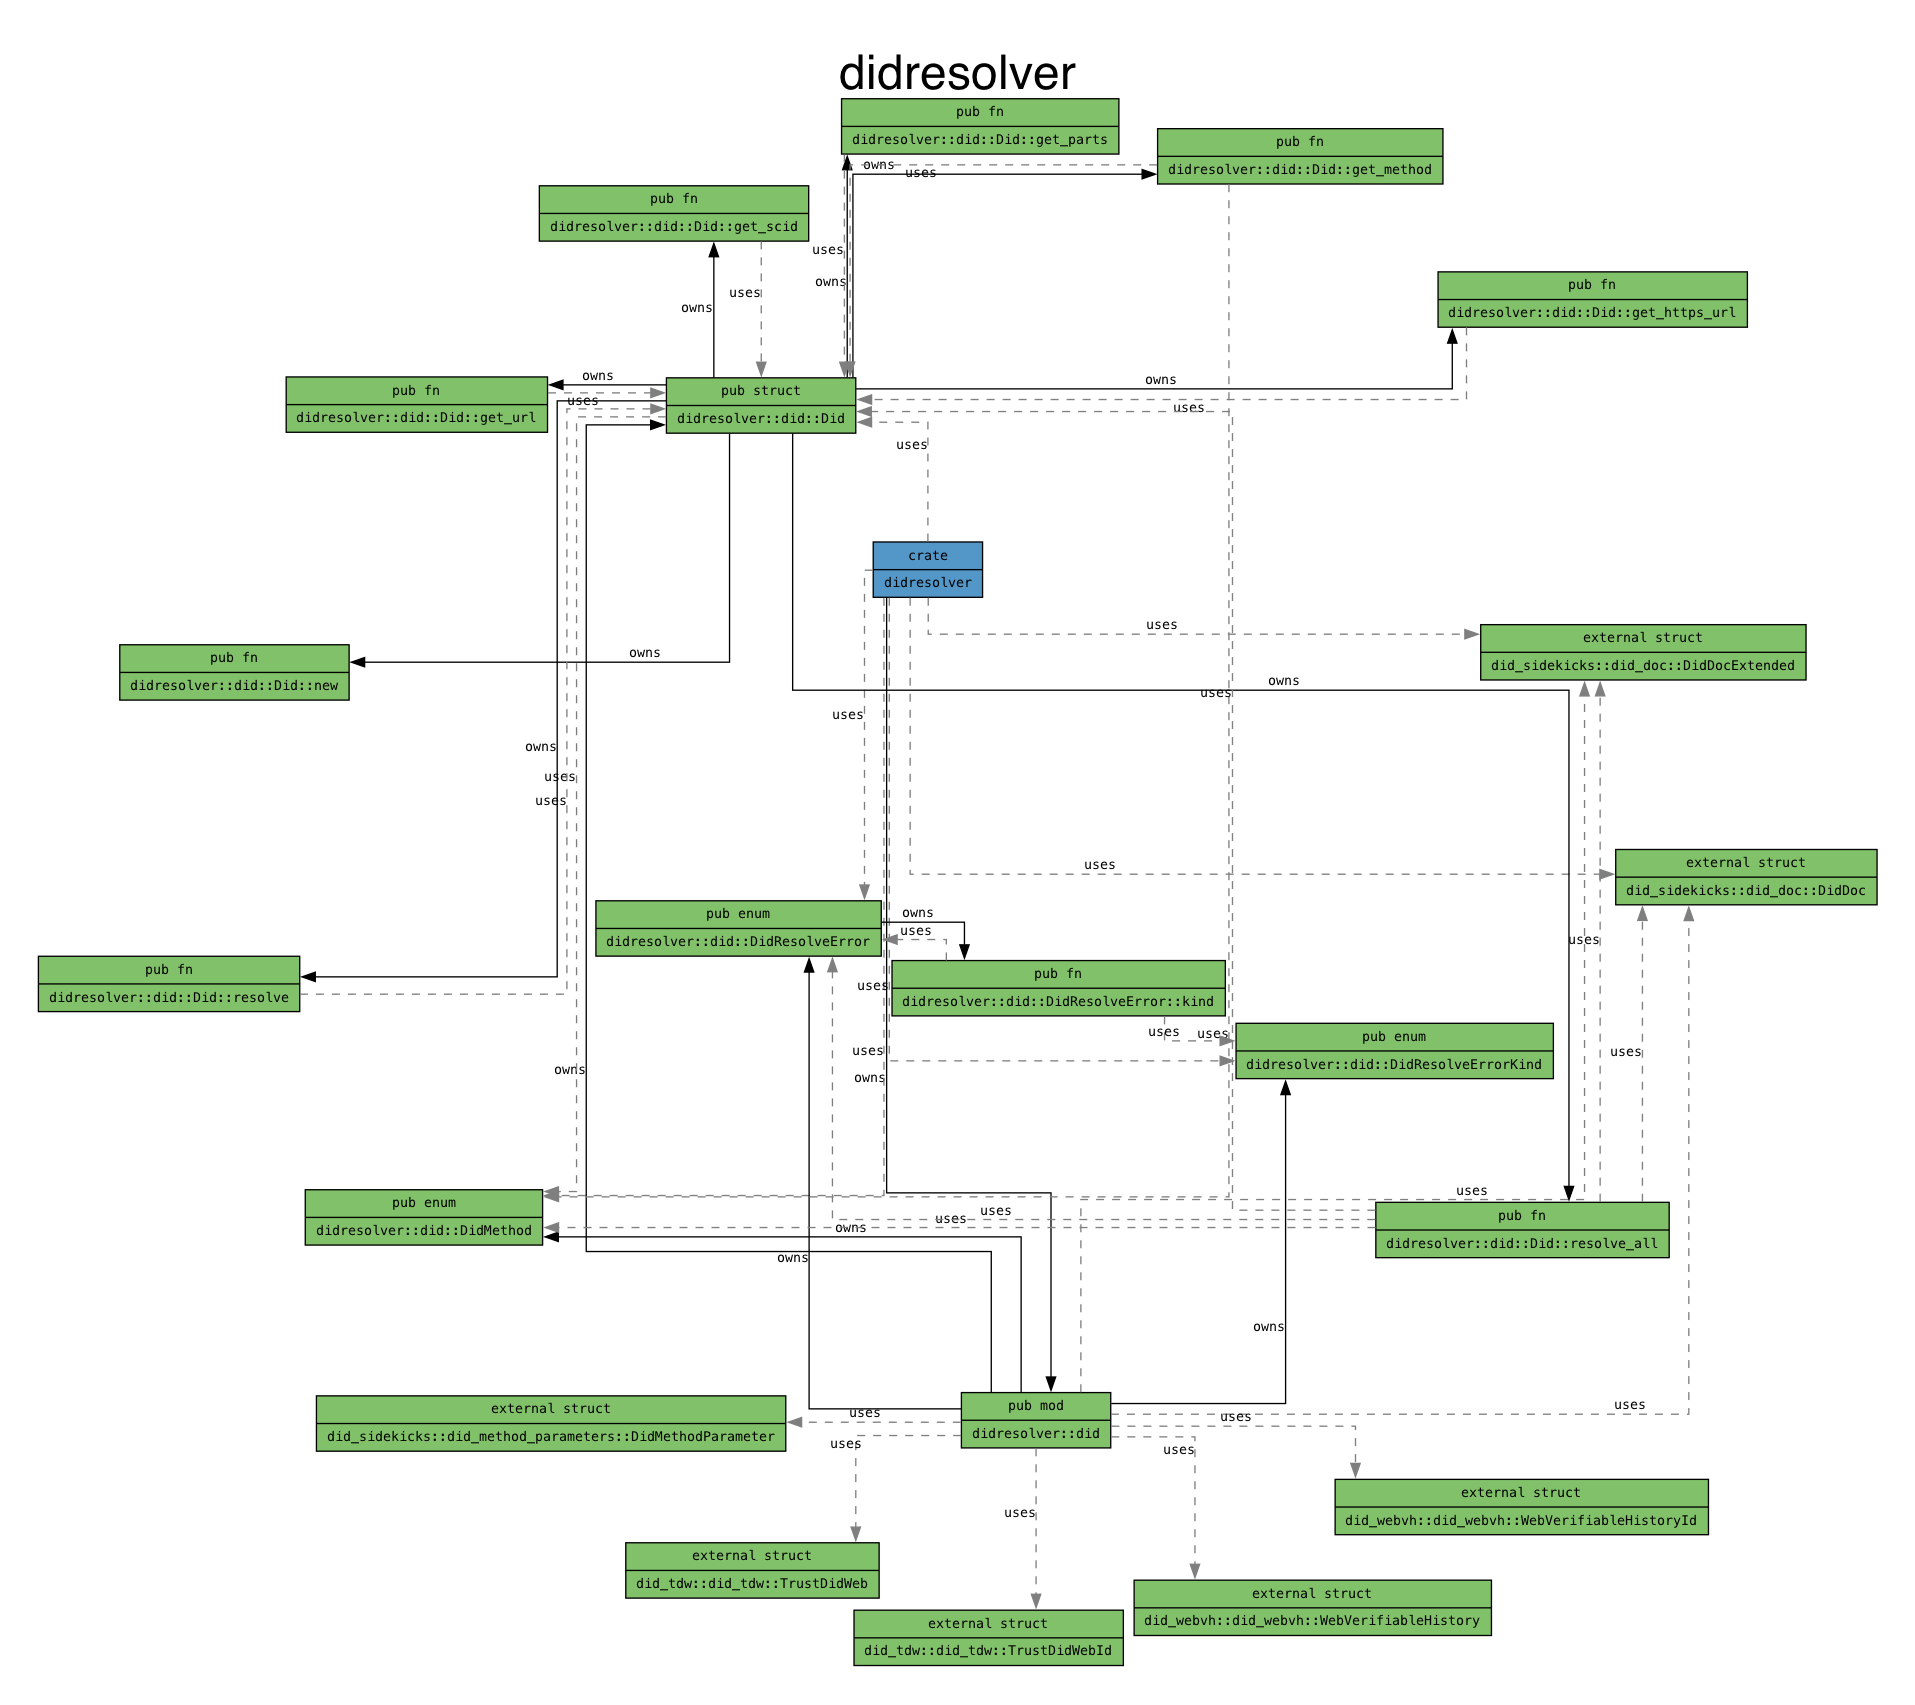 didresolver
pub fn
didresolver::did::Did::get_parts
pub fn
didresolver::did::Did::get_method
owns
uses
pub fn
didresolver::did::Did::get_scid
uses
owns
uses
owns
pub fn
didresolver::did::Did::get_https_url
pub fn
didresolver::did::Did::get_url
owns
uses
pub struct
didresolver::did::Did
owns
uses
uses
crate
didresolver
uses
external struct
did_sidekicks::did_doc::DidDocExtended
pub fn
didresolver::did::Did::new
owns
owns
uses
uses
owns
uses
uses
uses
external struct
did_sidekicks::did_doc::DidDoc
pub enum
didresolver::did::DidResolveError
owns
uses
uses
pub fn
didresolver::did::Did::resolve
pub fn
didresolver::did::DidResolveError::kind
uses
uses
uses
pub enum
didresolver::did::DidResolveErrorKind
uses
owns
uses
owns
pub enum
didresolver::did::DidMethod
uses
uses
uses
owns
owns
pub fn
didresolver::did::Did::resolve_all
owns
external struct
did_sidekicks::did_method_parameters::DidMethodParameter
uses
uses
pub mod
didresolver::did
uses
uses
uses
uses
external struct
did_webvh::did_webvh::WebVerifiableHistoryId
external struct
did_tdw::did_tdw::TrustDidWeb
external struct
did_webvh::did_webvh::WebVerifiableHistory
external struct
did_tdw::did_tdw::TrustDidWebId